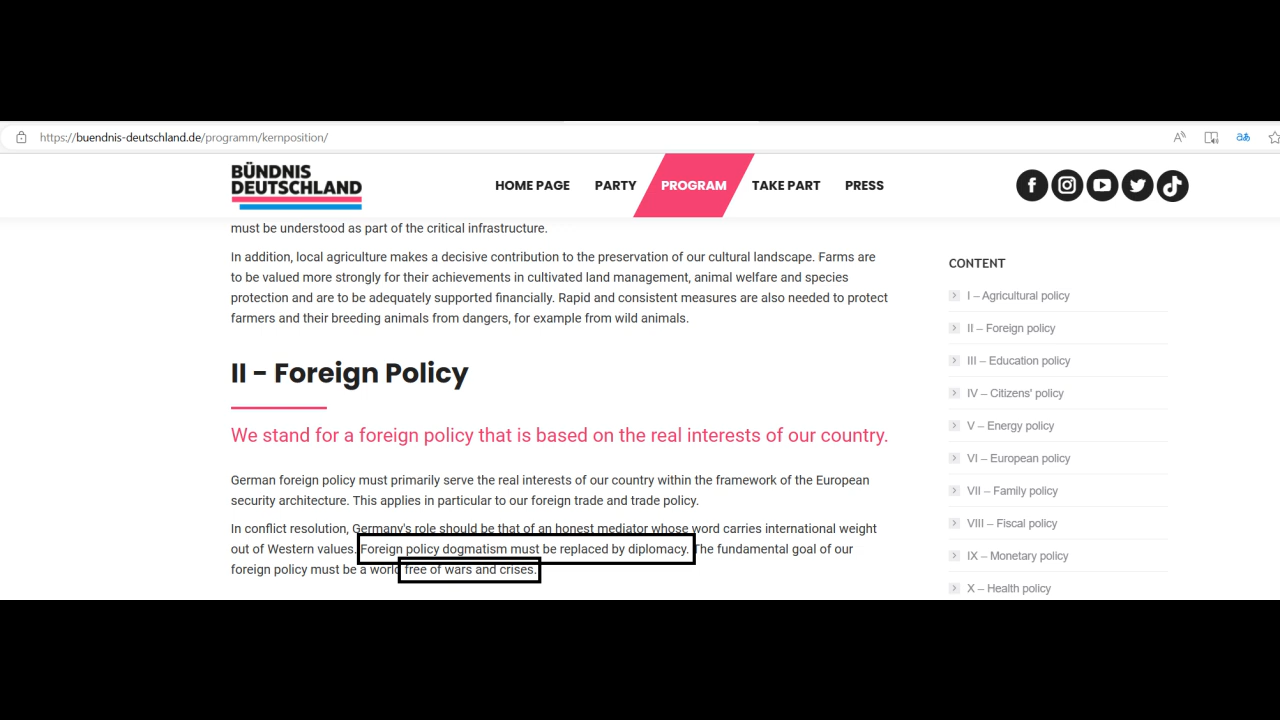 https://buendnis-deutschland.de/programm/kernposition/
BÜNDNIS
DEUTSCHLAND
HOME PAGE PARTY PROGRAM TAKE PART PRESS
must be understood as part of the critical infrastructure.
In addition, local agriculture makes a decisive contribution to the preservation of our cultural landscape. Farms are
to be valued more strongly for their achievements in cultivated land management, animal welfare and species
protection and are to be adequately supported financially. Rapid and consistent measures are also needed to protect
farmers and their breeding animals from dangers, for example from wild animals.
II - Foreign Policy
We stand for a foreign policy that is based on the real interests of our country.
German foreign policy must primarily serve the real interests of our country within the framework of the European
security architecture. This applies in particular to our foreign trade and trade policy.
In conflict resolution, Germany's role should be that of an honest mediator whose word carries international weight
out of Western values. Foreign policy dogmatism must be replaced by diplomacy. The fundamental goal of our
foreign policy must be a world free of wars and crises.
CONTENT
I – Agricultural policy
II – Foreign policy
III – Education policy
IV – Citizens' policy
V – Energy policy
VI – European policy
VII – Family policy
VIII – Fiscal policy
IX – Monetary policy
X – Health policy